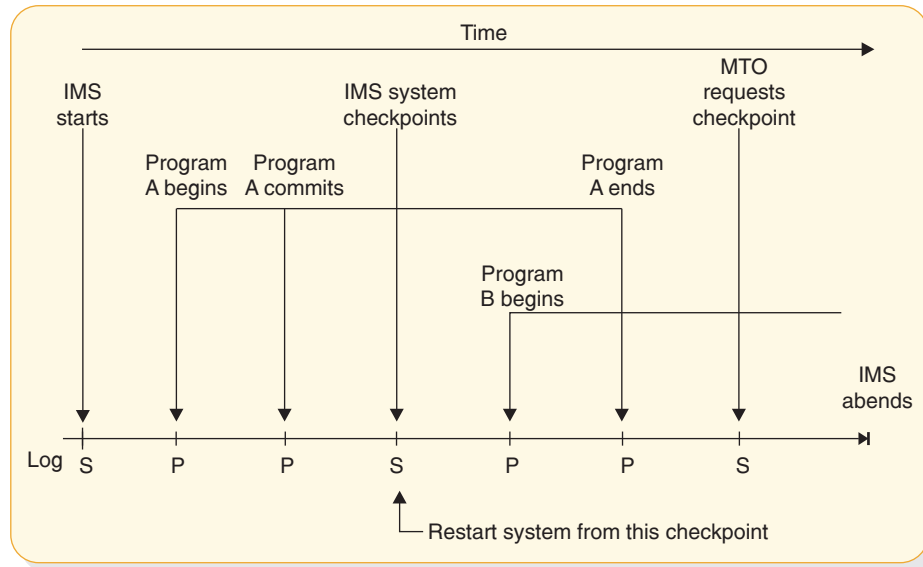 Time
IMS
starts
IMS system
checkpoints
MTO
requests
checkpoint
Program
A begins
Program
A commits
Program
A ends
Program
B begins
IMS
abends
Log
S
P
P
S
P
P
S
Restart system from this checkpoint